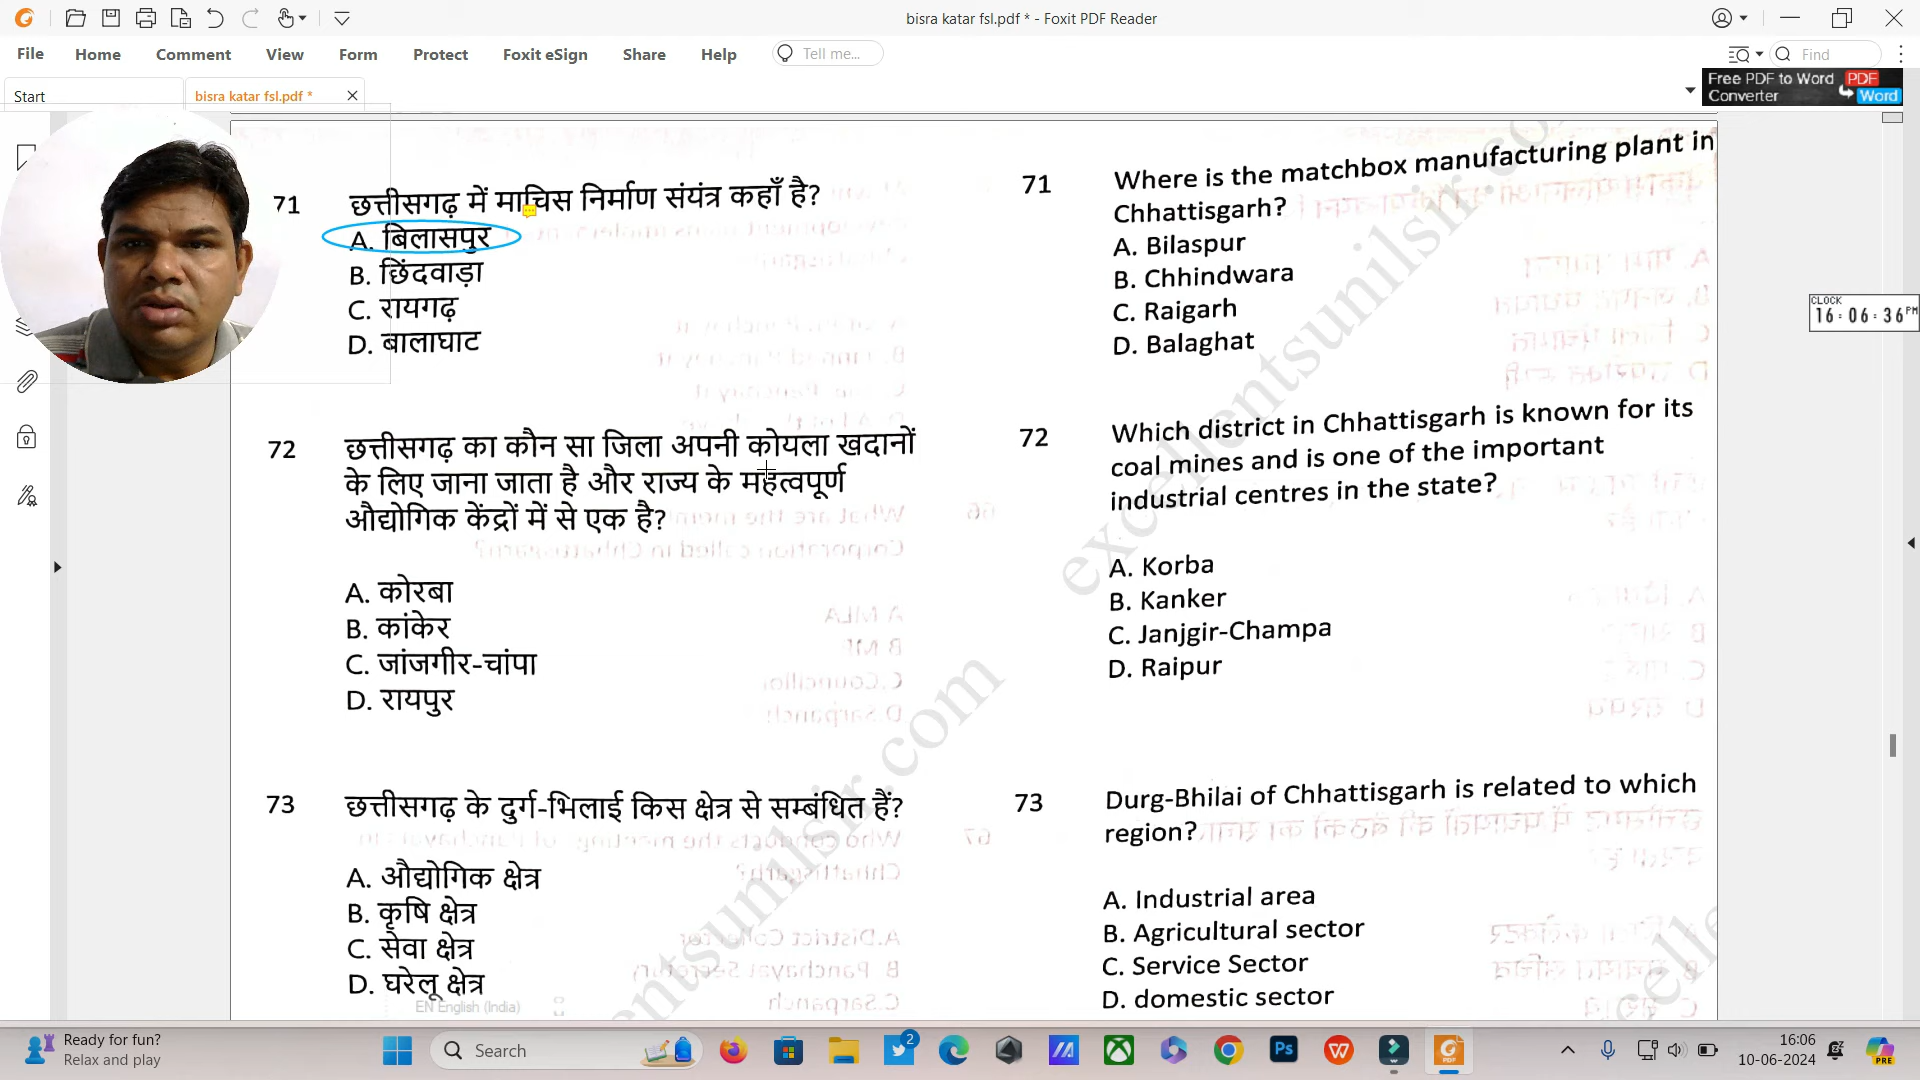 bisra katar fsl.pdf * - Foxit PDF Reader
File Home Comment View Form Protect Foxit eSign Share Help Tell me... Find
Start bisra katar fsl.pdf *
Free PDF to Word PDF
Converter Word
71 छत्तीसगढ़ में माचिस निर्माण संयंत्र कहाँ है?
A. बिलासपुर
B. छिंदवाड़ा
C. रायगढ़
D. बालाघाट
72 छत्तीसगढ़ का कौन सा जिला अपनी कोयला खदानों
के लिए जाना जाता है और राज्य के महत्वपूर्ण
औद्योगिक केंद्रों में से एक है?
A. कोरबा
B. कांकेर
C. जांजगीर-चांपा
D. रायपुर
73 छत्तीसगढ़ के दुर्ग-भिलाई किस क्षेत्र से सम्बंधित हैं?
A. औद्योगिक क्षेत्र
B. कृषि क्षेत्र
C. सेवा क्षेत्र
D. घरेलू क्षेत्र
71 Where is the matchbox manufacturing plant in
Chhattisgarh?
A. Bilaspur
B. Chhindwara
C. Raigarh
D. Balaghat
72 Which district in Chhattisgarh is known for its
coal mines and is one of the important
industrial centres in the state?
A. Korba
B. Kanker
C. Janjgir-Champa
D. Raipur
73 Durg-Bhilai of Chhattisgarh is related to which
region?
A. Industrial area
B. Agricultural sector
C. Service Sector
D. domestic sector
excellentsunilsir.com
CLOCK
16:06:36 PM
EN English (India)
Ready for fun?
Relax and play
Search
2
Ps
PDF
16:06
10-06-2024
PRE